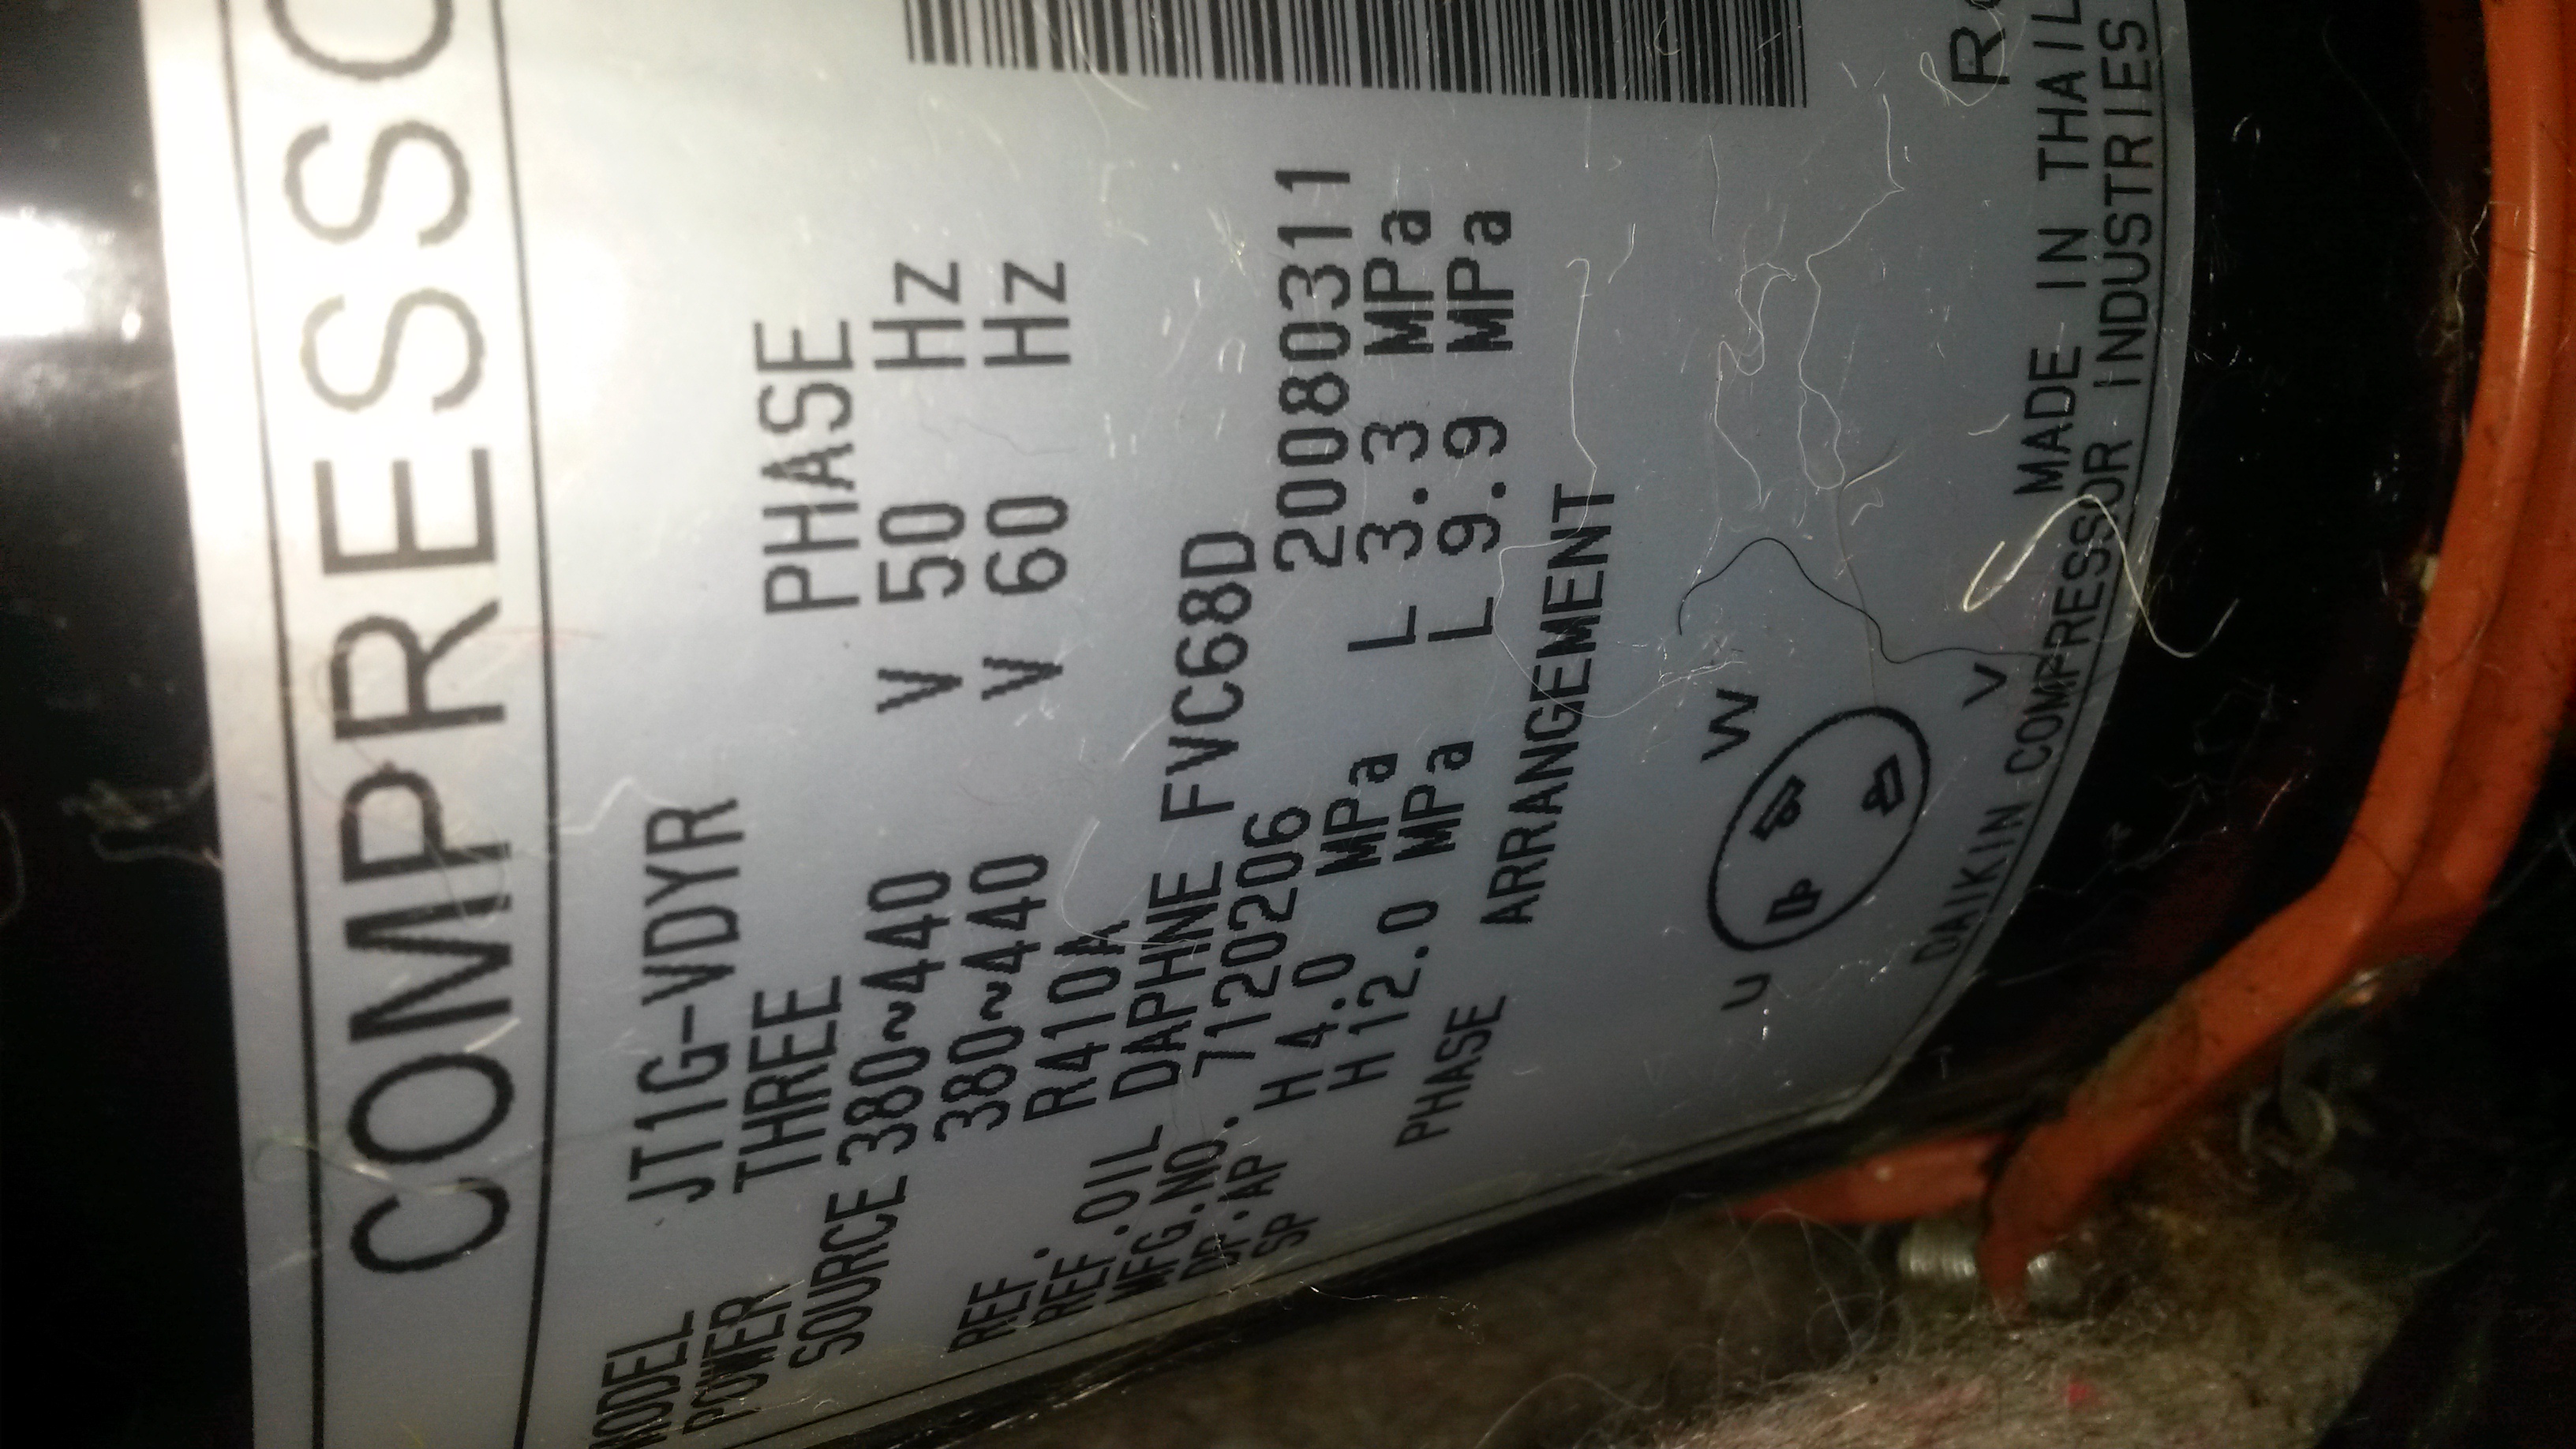 COMPRESSO
MODEL JT1G-VDYR
POWER THREE PHASE
SOURCE 380~440 V 50 Hz
380~440 V 60 Hz
REF. R410A
REF.OIL DAPHNE FVC68D
MFG.NO. 7120206 20080311
DP.AP H 4.0 MPa L 3.3 MPa
SP H 12.0 MPa L 9.9 MPa
PHASE ARRANGEMENT
W
U V
R
MADE IN THAIL
DAIKIN COMPRESSOR INDUSTRIES